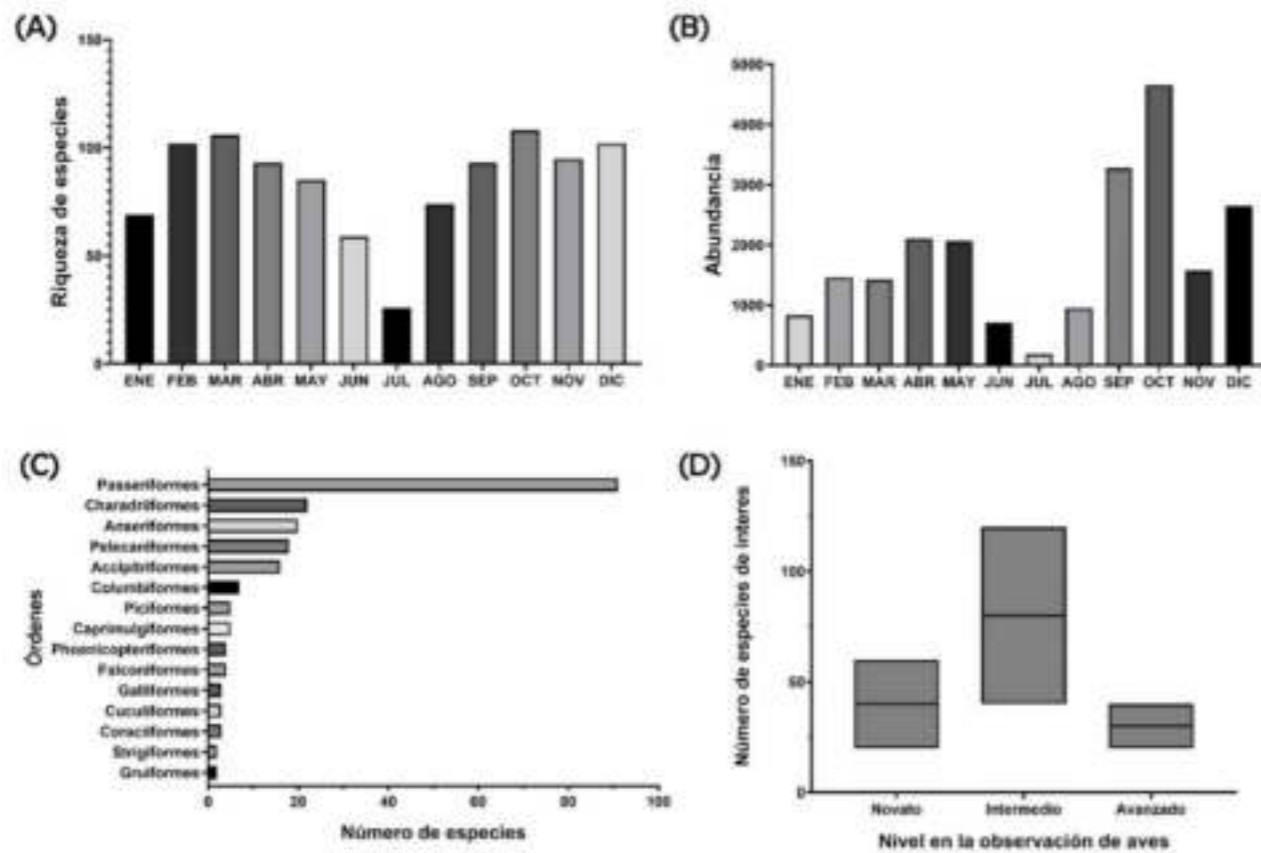 (A)
150
100
50
0
Riqueza de especies
ENE FEB MAR ABR MAY JUN JUL AGO SEP OCT NOV DIC
(B)
5000
4000
3000
2000
1000
0
Abundancia
ENE FEB MAR ABR MAY JUN JUL AGO SEP OCT NOV DIC
(C)
Órdenes
Passeriformes
Charadriiformes
Anseriformes
Pelecaniformes
Accipitriformes
Columbiformes
Piciformes
Caprimulgiformes
Phoenicopteriformes
Falconiformes
Galliformes
Cuculiformes
Coraciiformes
Strigiformes
Gruiformes
0 20 40 60 80 100
Número de especies
(D)
150
100
50
0
Número de especies de interes
Novato Intermedio Avanzado
Nivel en la observación de aves